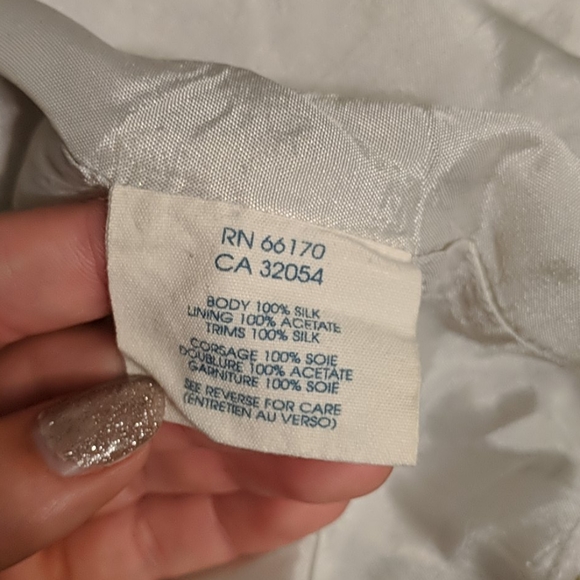 RN 66170
CA 32054
BODY 100% SILK
LINING 100% ACETATE
TRIMS 100% SILK
CORSAGE 100% SOIE
DOUBLURE 100% ACETATE
GARNITURE 100% SOIE
SEE REVERSE FOR CARE
(ENTRETIEN AU VERSO)